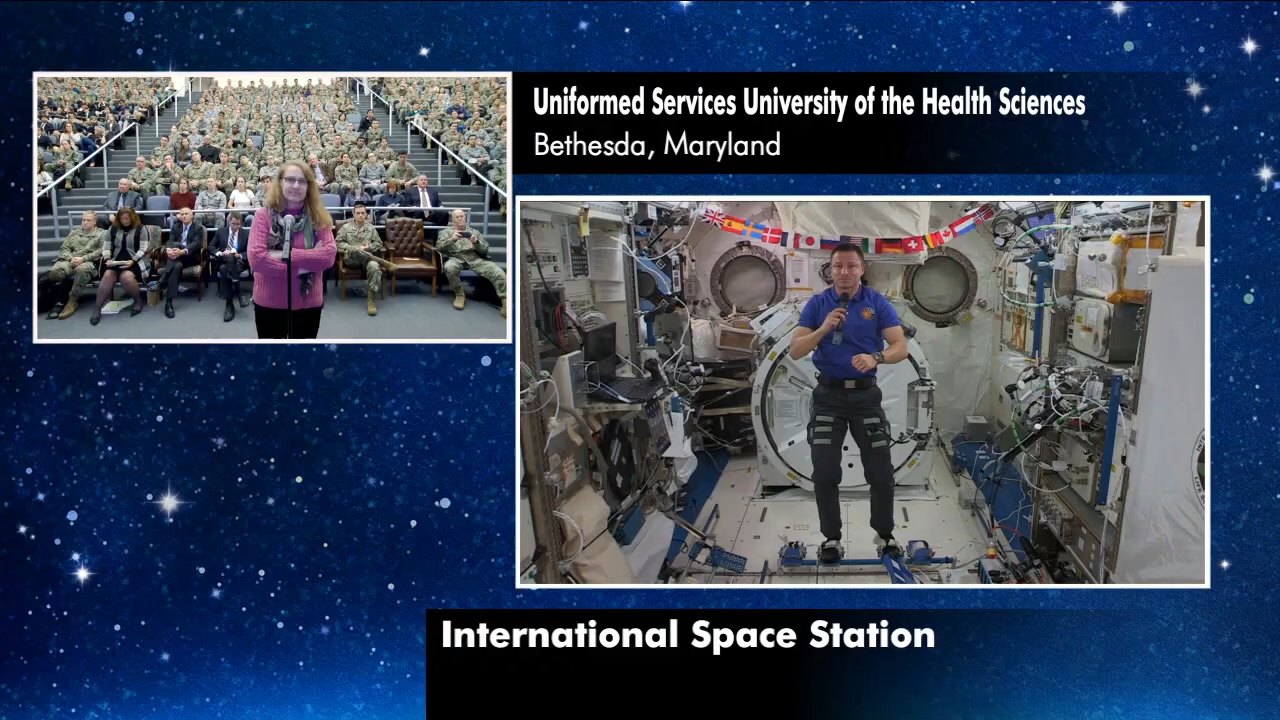 Uniformed Services University of the Health Sciences
Bethesda, Maryland
International Space Station